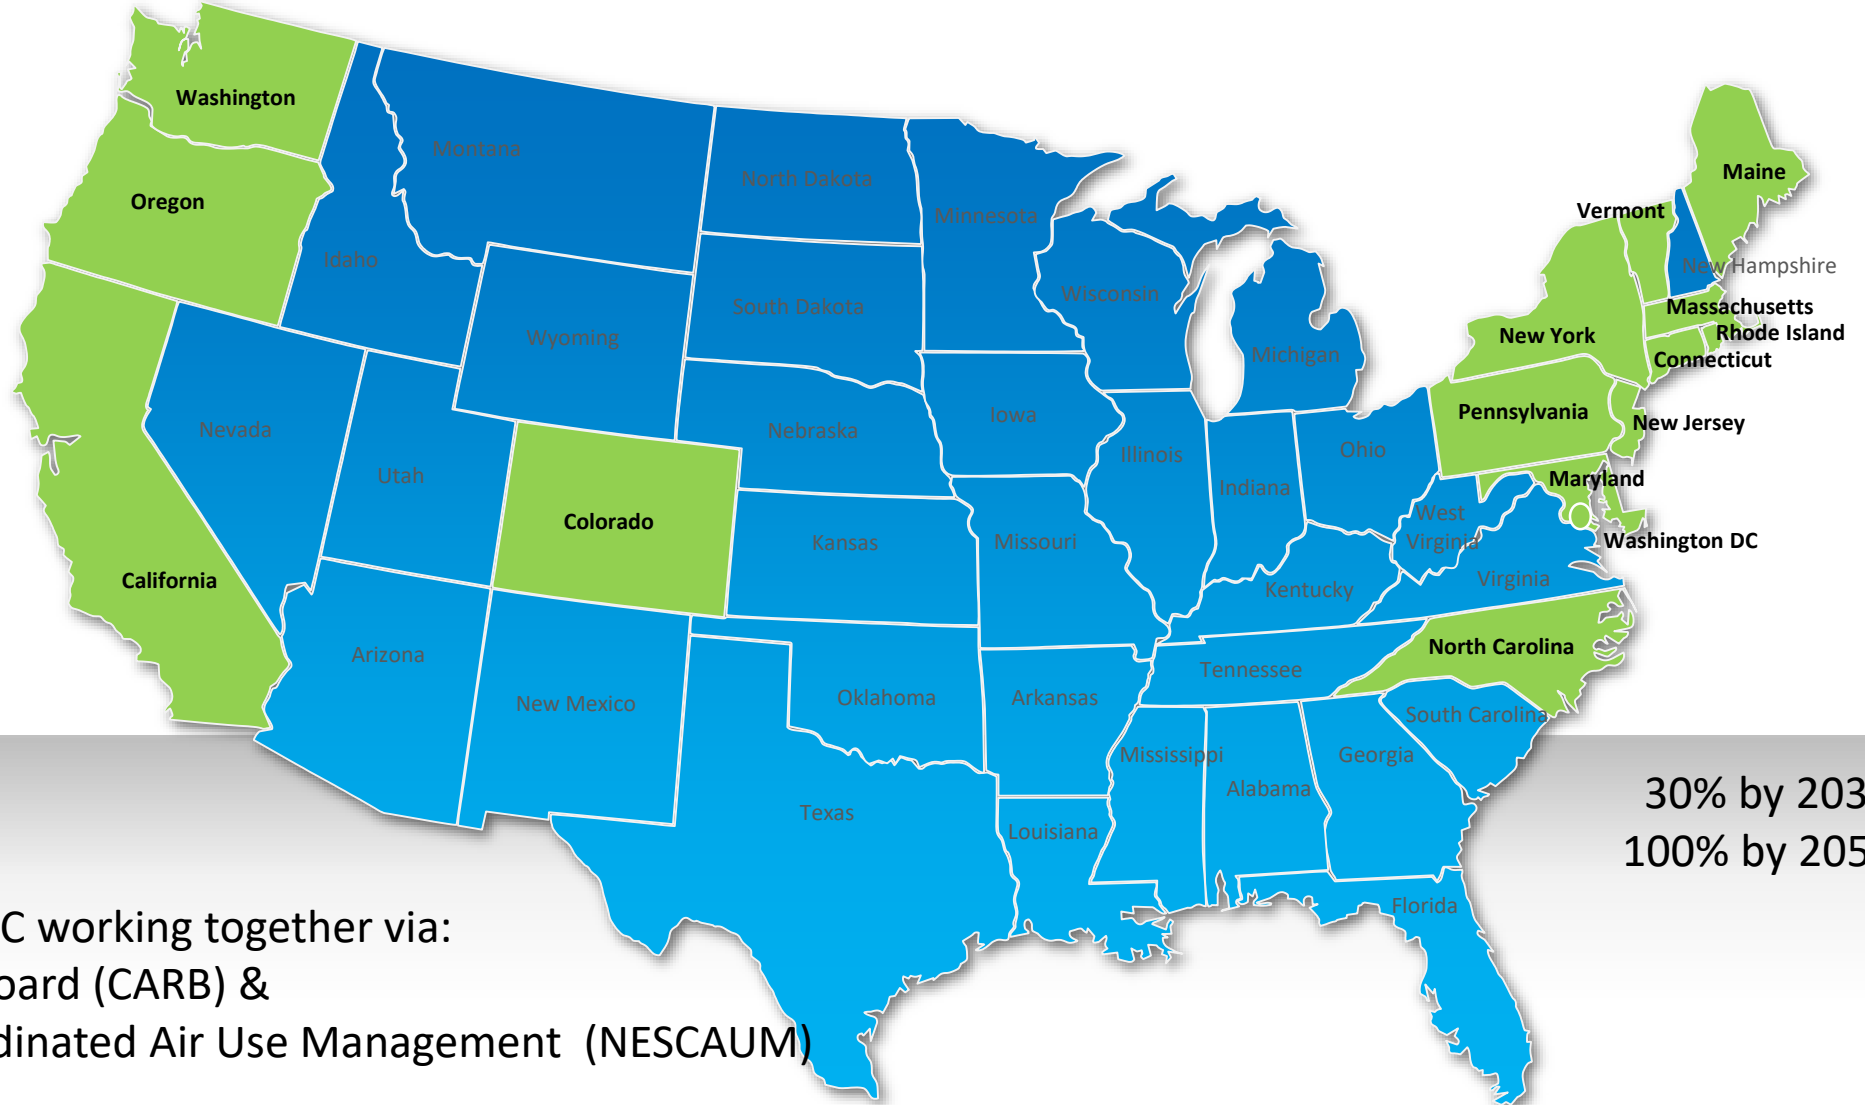 Washington
Montana
North Dakota
Minnesota
Maine
Oregon
Vermont
Idaho
New Hampshire
Wisconsin
South Dakota
Massachusetts
Rhode Island
Wyoming
New York
Michigan
Connecticut
Iowa
Pennsylvania
New Jersey
Nevada
Nebraska
Ohio
Illinois
Utah
Indiana
Maryland
Colorado
West
Virginia
Kansas
Missouri
Washington DC
California
Kentucky
Virginia
Arizona
North Carolina
Tennessee
New Mexico
Oklahoma
Arkansas
South Carolina
Mississippi
Georgia
Alabama
Texas
Louisiana
Florida
30% by 203
100% by 205
C working together via:
oard (CARB) &
dinated Air Use Management (NESCAUM)